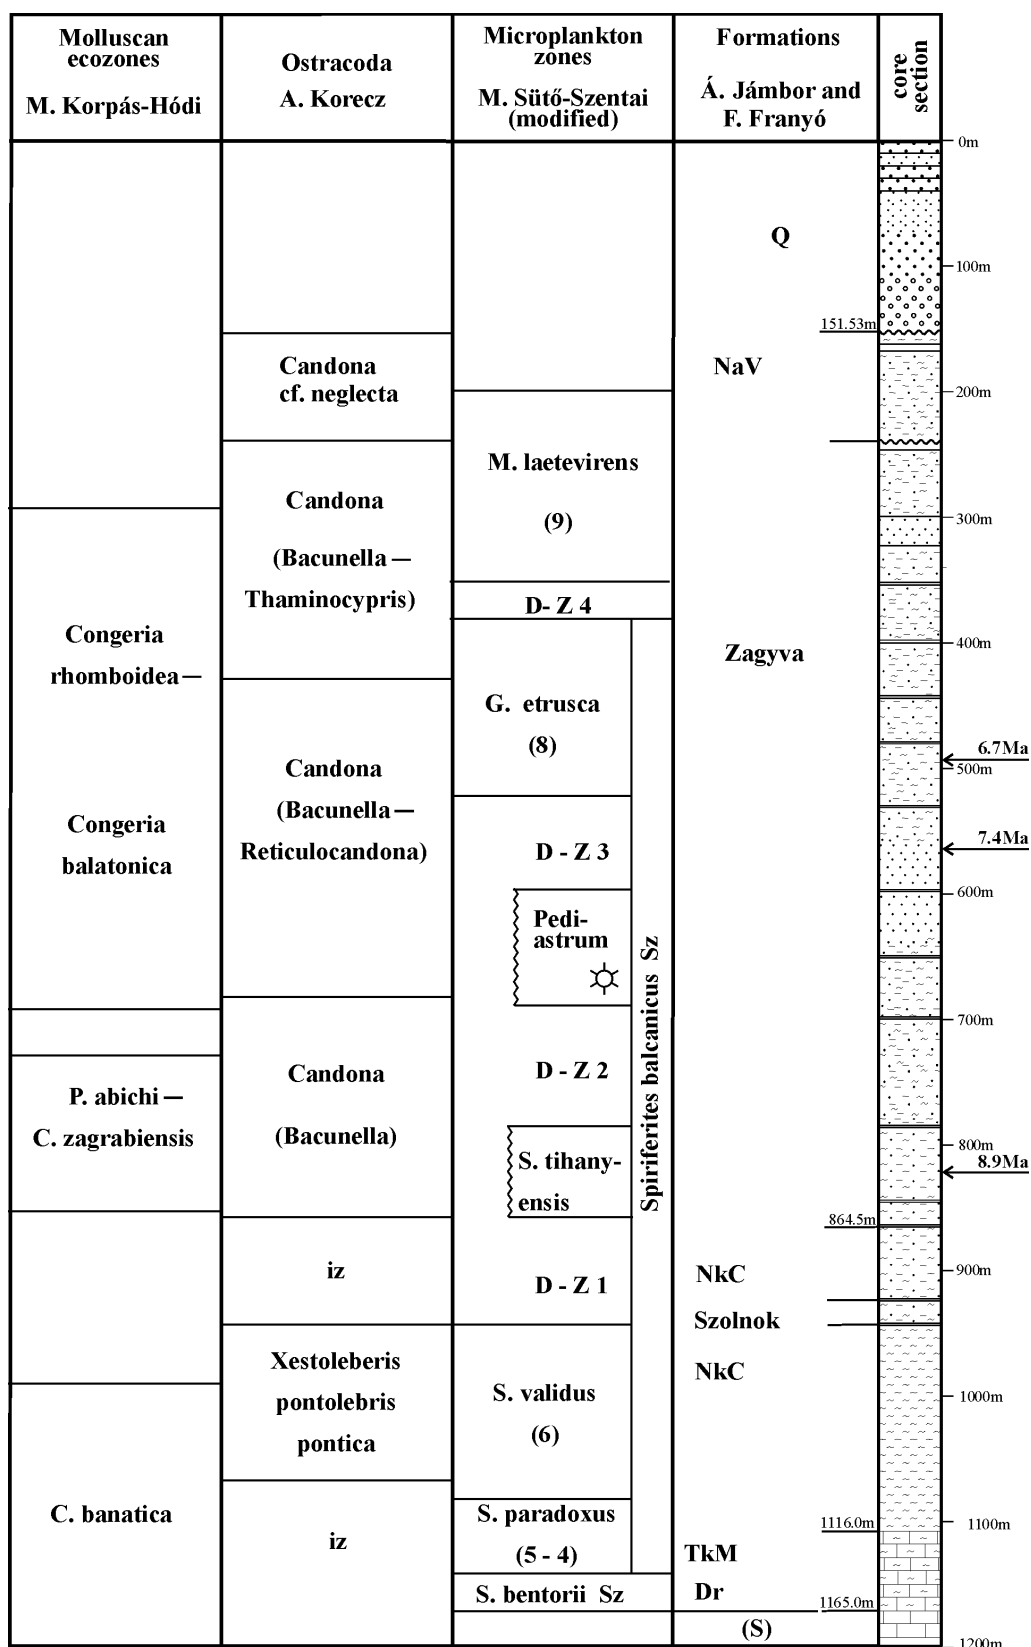 Molluscan
ecozones
M. Korpás-Hódi
Ostracoda
A. Korecz
Microplankton
zones
M. Sütő-Szentai
(modified)
Formations
Á. Jámbor and
F. Franyó
core
section
Congeria
rhomboidea —
Congeria
balatonica
P. abichi —
C. zagrabiensis
C. banatica
Candona
cf. neglecta
Candona
(Bacunella —
Thaminocypris)
Candona
(Bacunella —
Reticulocandona)
Candona
(Bacunella)
iz
Xestoleberis
pontolebris
pontica
iz
M. laetevirens
(9)
D- Z 4
G. etrusca
(8)
D - Z 3
Pedi-
astrum
D - Z 2
S. tihany-
ensis
D - Z 1
S. validus
(6)
S. paradoxus
(5 - 4)
S. bentorii Sz
Spiriferites balcanicus Sz
Q
151.53m
NaV
Zagyva
864.5m
NkC
Szolnok
NkC
1116.0m
TkM
Dr
1165.0m
(S)
0m
100m
200m
300m
400m
6.7Ma
500m
7.4Ma
600m
700m
800m
8.9Ma
900m
1000m
1100m
1200m